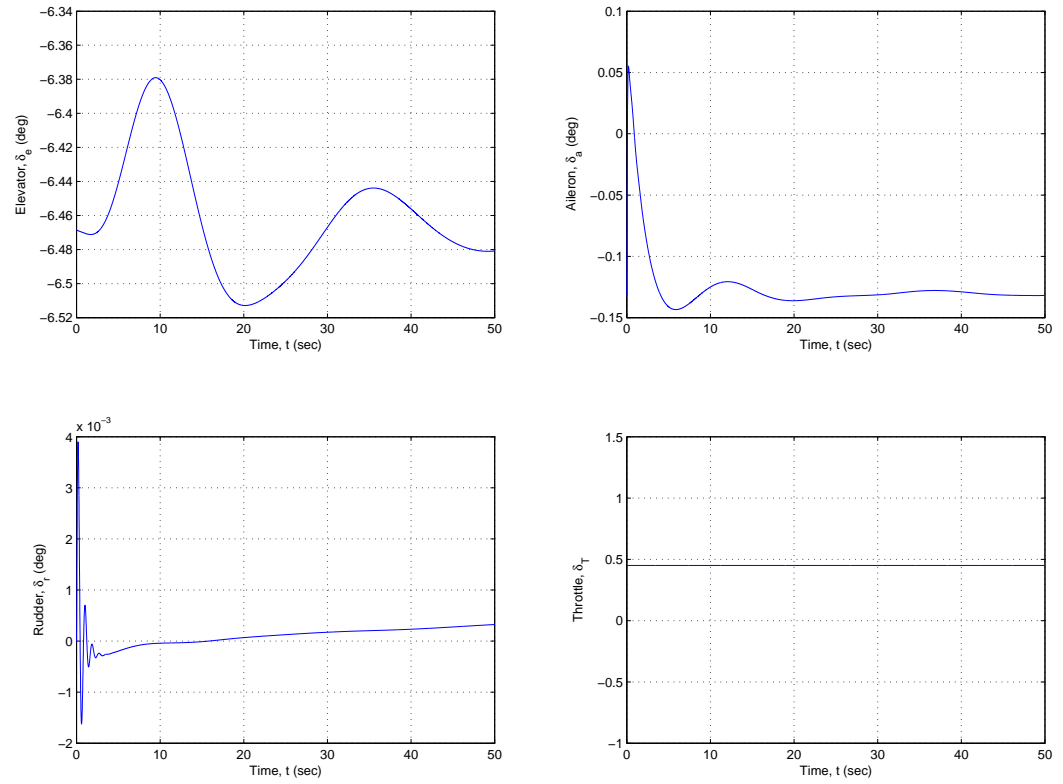 −6.34
−6.36
−6.38
−6.4
−6.42
−6.44
−6.46
−6.48
−6.5
−6.52
Elevator, δe (deg)
0 10 20 30 40 50
Time, t (sec)
0.1
0.05
0
−0.05
−0.1
−0.15
Aileron, δa (deg)
0 10 20 30 40 50
Time, t (sec)
x 10−3
4
3
2
1
0
−1
−2
Rudder, δr (deg)
0 10 20 30 40 50
Time, t (sec)
1.5
1
0.5
0
−0.5
−1
Throttle, δT
0 10 20 30 40 50
Time, t (sec)